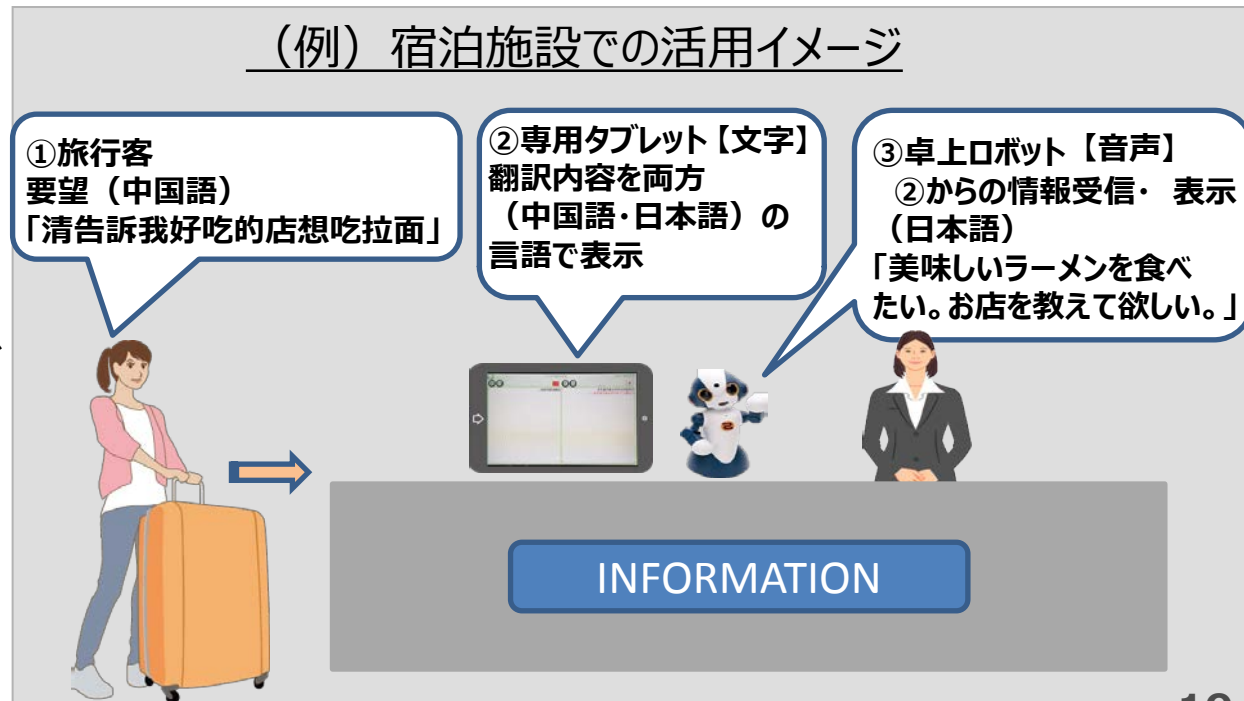 （例）宿泊施設での活用イメージ
①旅行客
要望（中国語）
「清告訴我好吃的店想吃拉面」
②専用タブレット【文字】
翻訳内容を両方
（中国語・日本語）の
言語で表示
③卓上ロボット【音声】
②からの情報受信・ 表示
（日本語）
「美味しいラーメンを食べ
たい。お店を教えて欲しい。」
INFORMATION